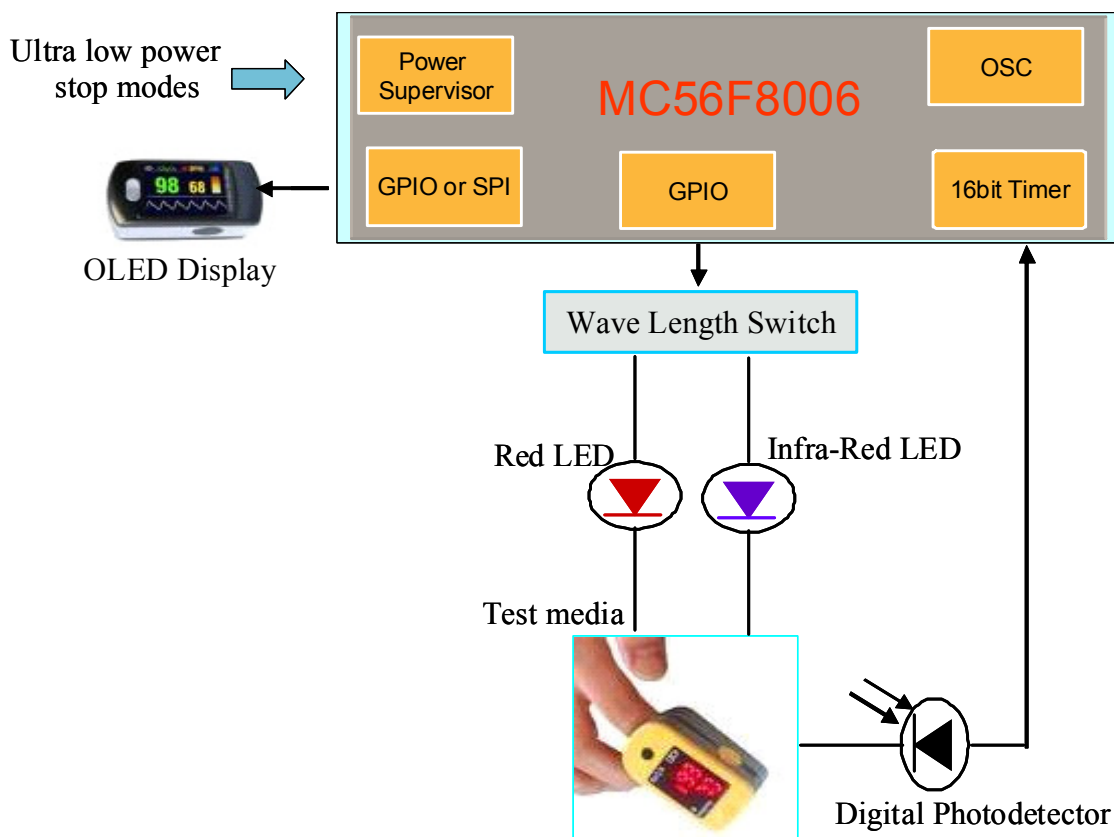 Ultra low power
stop modes
Power
Supervisor
MC56F8006
OSC
GPIO or SPI
GPIO
16bit Timer
98 68
OLED Display
Wave Length Switch
Red LED
Infra-Red LED
Test media
Digital Photodetector